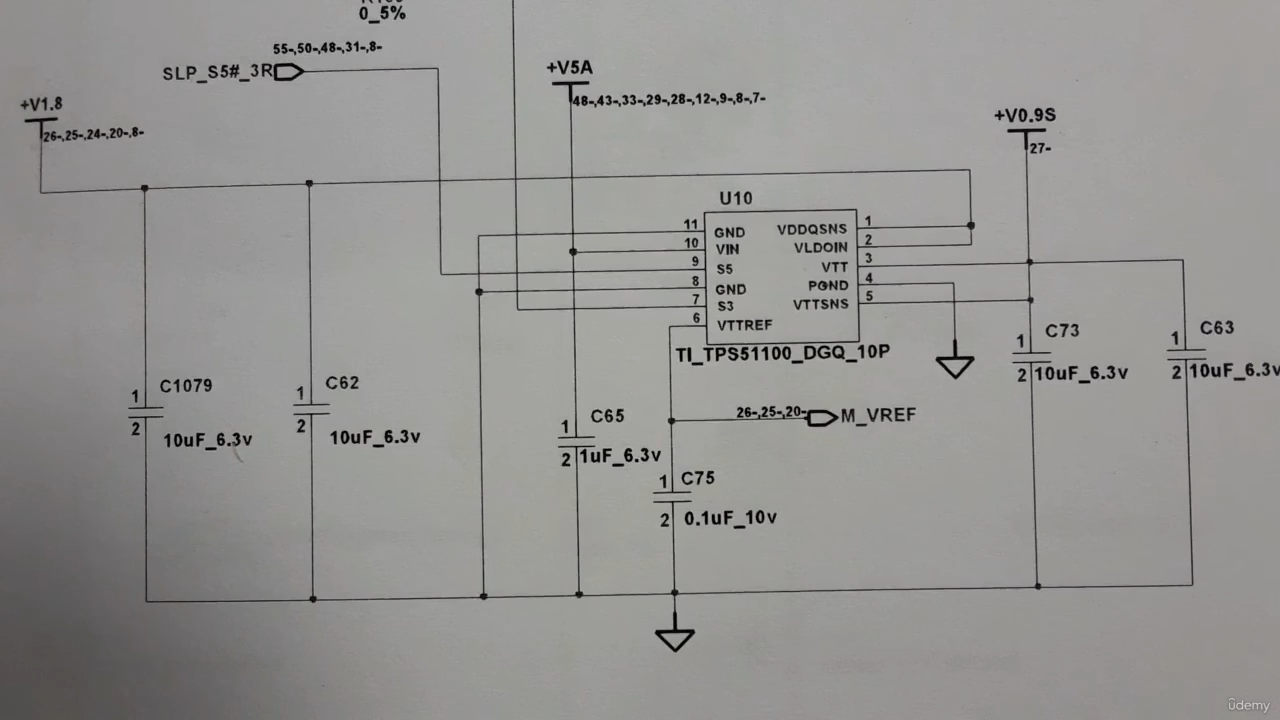 0_5%
55-,50-,48-,31-,8-
SLP_S5#_3R
+V5A
48-,43-,33-,29-,28-,12-,9-,8-,7-
+V1.8
26-,25-,24-,20-,8-
+V0.9S
27-
U10
11 GND VDDQSNS 1
10 VIN VLDOIN 2
9 S5 VTT 3
8 GND PGND 4
7 S3 VTTSNS 5
6 VTTREF
TI_TPS51100_DGQ_10P
1 C1079
2 10uF_6.3v
1 C62
2 10uF_6.3v
1 C65
2 1uF_6.3v
26-,25-,20- M_VREF
1 C75
2 0.1uF_10v
1 C73
2 10uF_6.3v
1 C63
2 10uF_6.3v
ûdemy